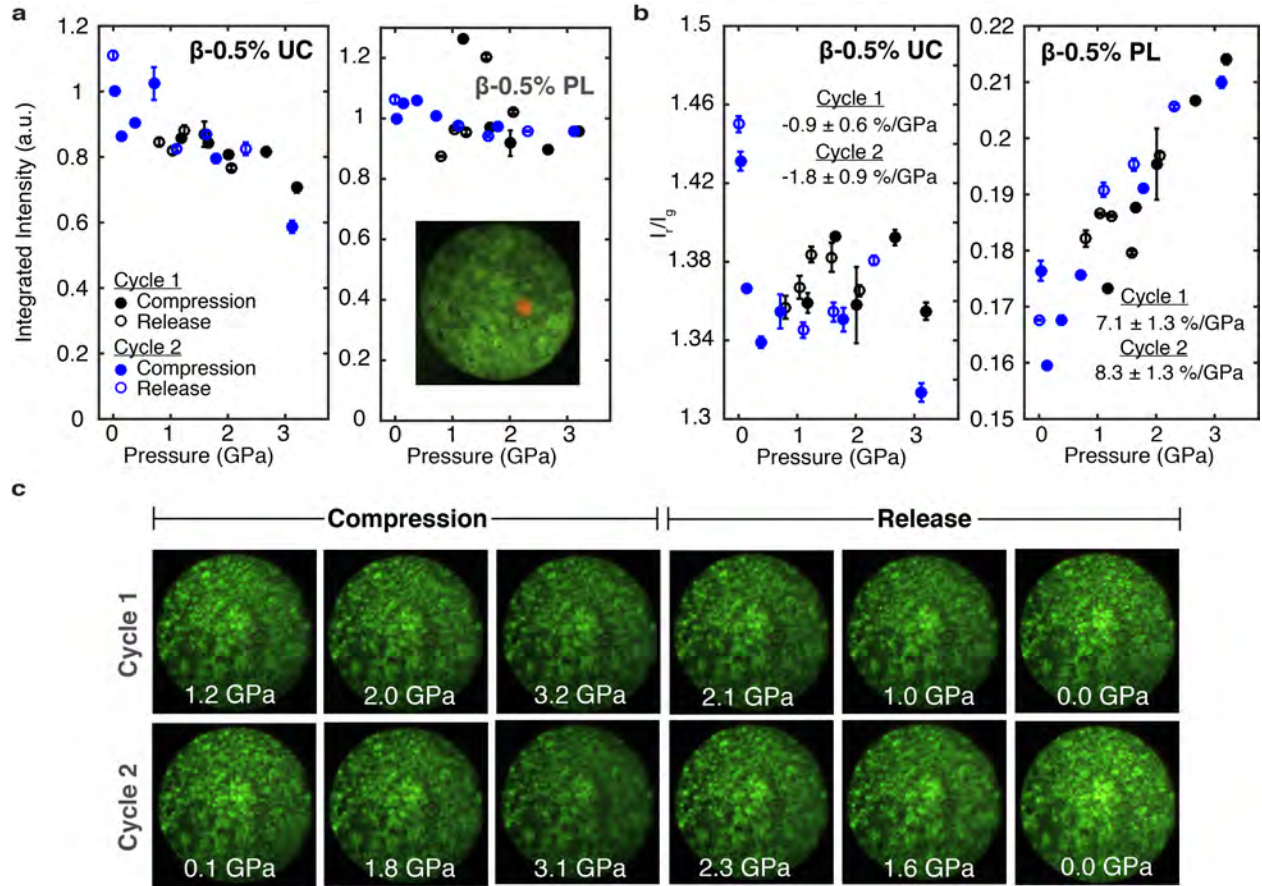 a
β-0.5% UC
β-0.5% PL
Integrated Intensity (a.u.)
1.2
1
0.8
0.6
0.4
0.2
0
1.2
1
0.8
0.6
0.4
0.2
0
Cycle 1
Compression
Release
Cycle 2
Compression
Release
0 1 2 3
Pressure (GPa)
0 1 2 3
Pressure (GPa)
b
β-0.5% UC
Cycle 1
-0.9 ± 0.6 %/GPa
Cycle 2
-1.8 ± 0.9 %/GPa
Ir/Ig
1.5
1.46
1.42
1.38
1.34
1.3
0 1 2 3
Pressure (GPa)
β-0.5% PL
0.22
0.21
0.2
0.19
0.18
0.17
0.16
0.15
Cycle 1
7.1 ± 1.3 %/GPa
Cycle 2
8.3 ± 1.3 %/GPa
0 1 2 3
Pressure (GPa)
c
Compression Release
Cycle 1
1.2 GPa 2.0 GPa 3.2 GPa 2.1 GPa 1.0 GPa 0.0 GPa
Cycle 2
0.1 GPa 1.8 GPa 3.1 GPa 2.3 GPa 1.6 GPa 0.0 GPa